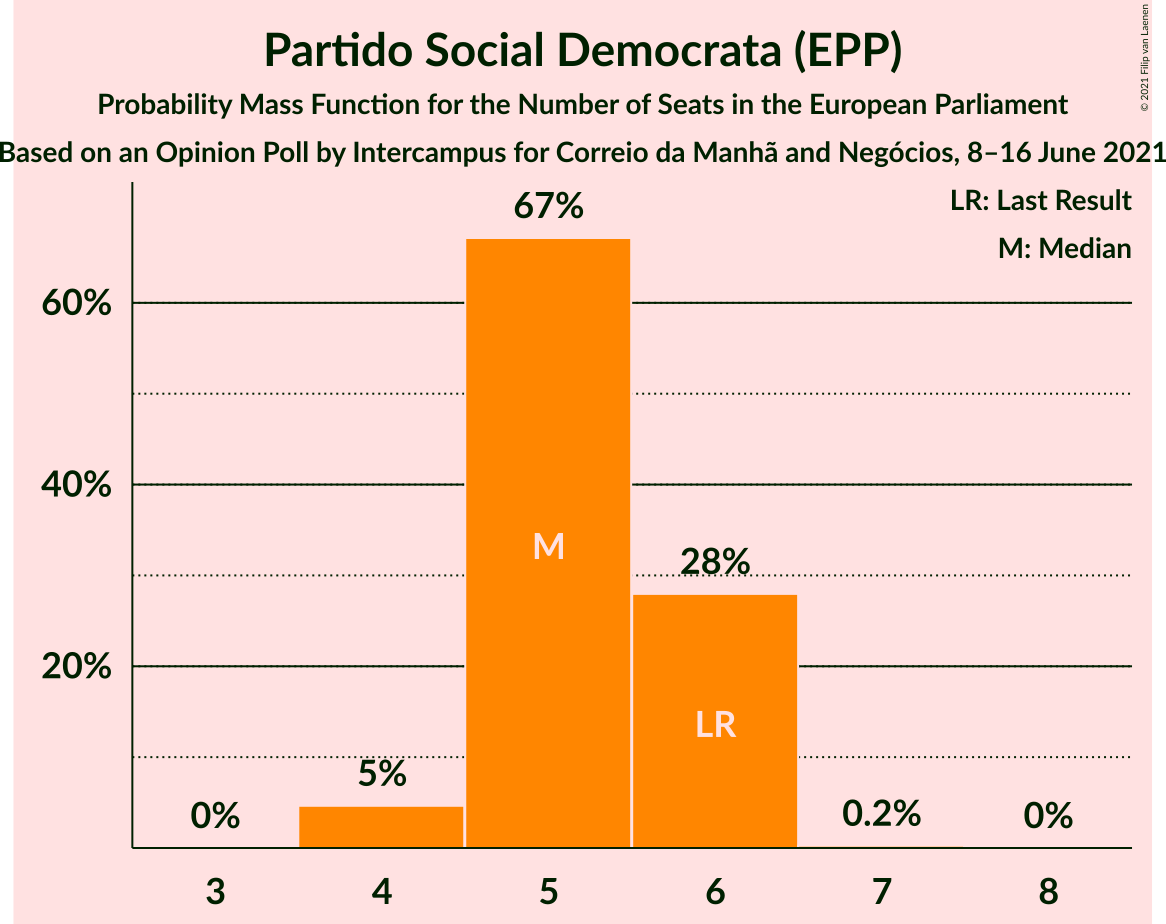 Partido Social Democrata (EPP)
Probability Mass Function for the Number of Seats in the European Parliament
Based on an Opinion Poll by Intercampus for Correio da Manhã and Negócios, 8–16 June 2021
© 2021 Filip van Laenen
LR: Last Result
M: Median
67%
60%
40%
M
28%
20%
LR
5%
0%
0.2%
0%
3 4 5 6 7 8